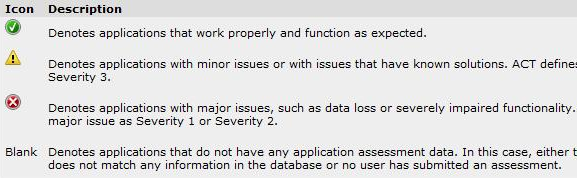 Icon Description
Denotes applications that work properly and function as expected.
Denotes applications with minor issues or with issues that have known solutions. ACT defines
Severity 3.
Denotes applications with major issues, such as data loss or severely impaired functionality.
major issue as Severity 1 or Severity 2.
Blank Denotes applications that do not have any application assessment data. In this case, either t
does not match any information in the database or no user has submitted an assessment.